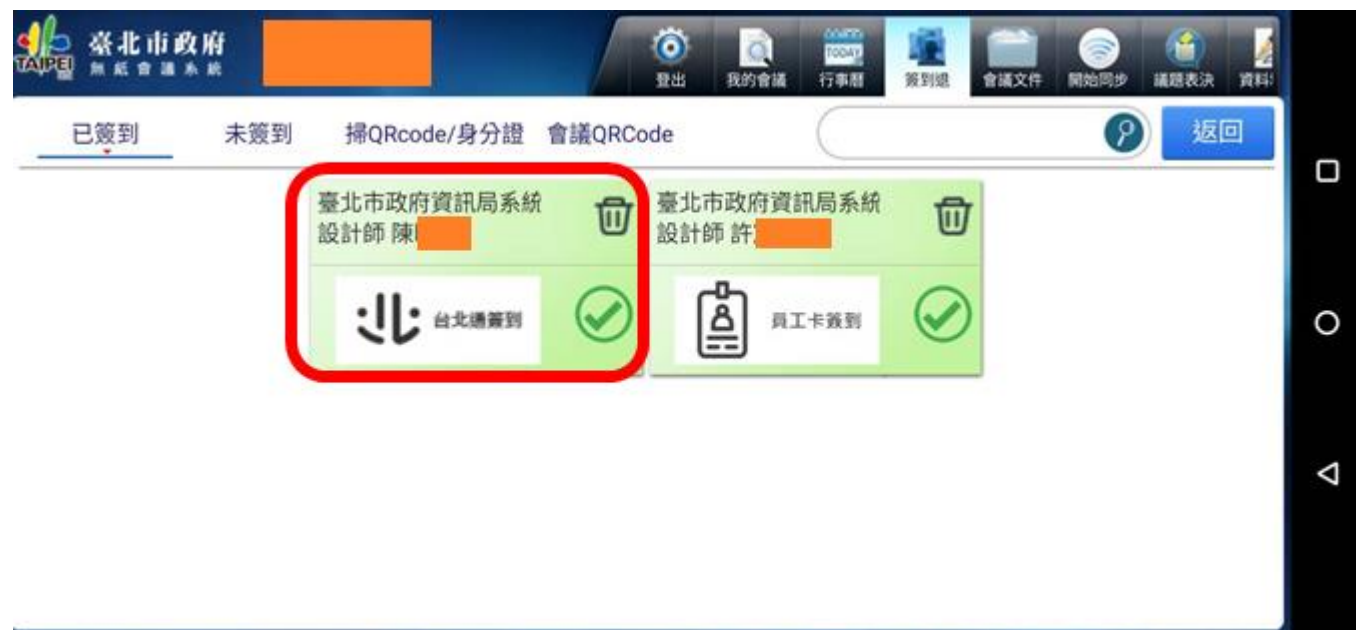 TAIPEI
臺北市政府
無紙會議系統
登出
我的會議
TODAY
行事曆
簽到退
會議文件
開始同步
議題表決
資料
已簽到
未簽到
掃QRcode/身分證
會議QRCode
返回
臺北市政府資訊局系統
設計師 陳
台北通簽到
臺北市政府資訊局系統
設計師 許
員工卡簽到